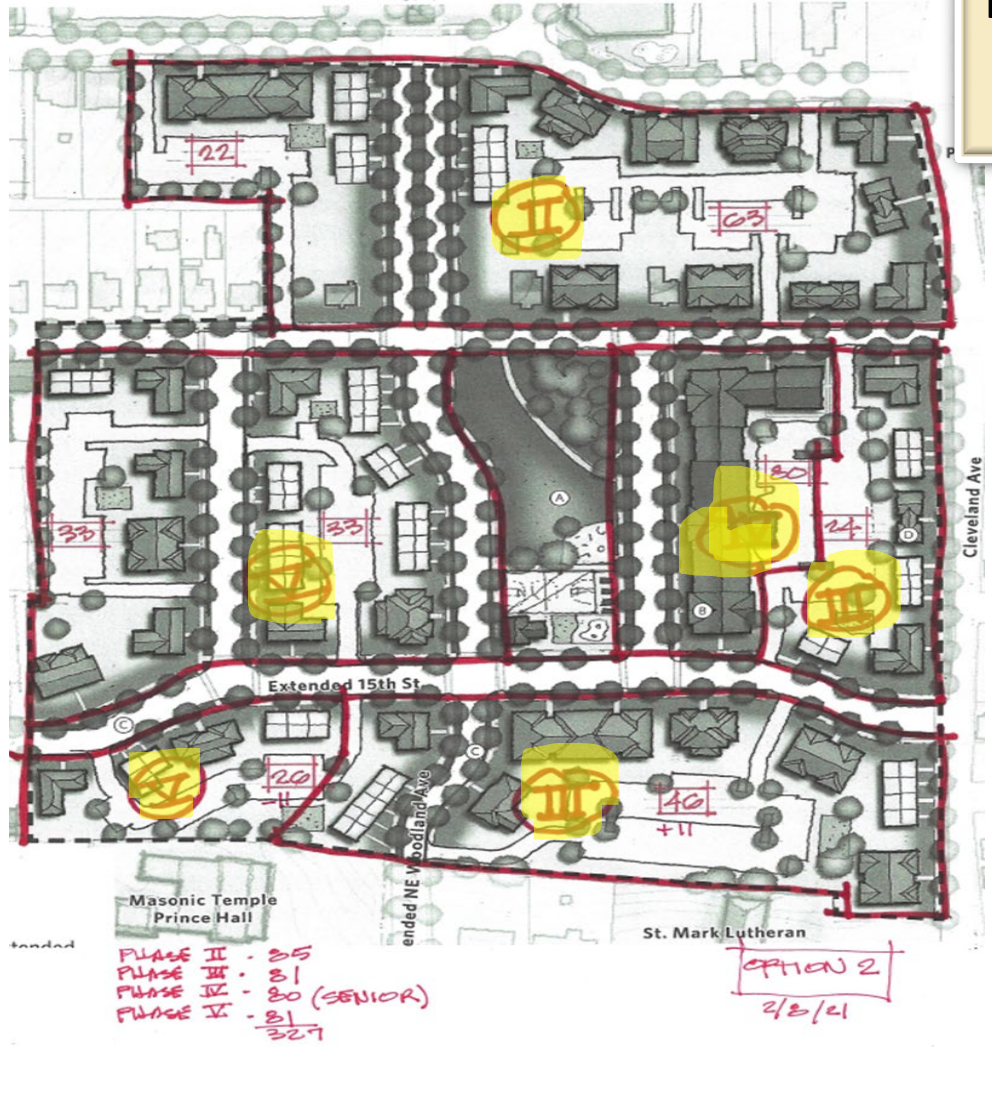 22
II
63
33
33
A
80
24
Cleveland Ave
D
IV
B
III
V
Extended 15th St
C
V
26
-11
C
III
46
+11
ended NE Woodland Ave
Masonic Temple
Prince Hall
St. Mark Lutheran
PHASE II - 85
PHASE III - 81
PHASE IV - 80 (SENIOR)
PHASE V - 81
327
OPTION 2
2/8/21